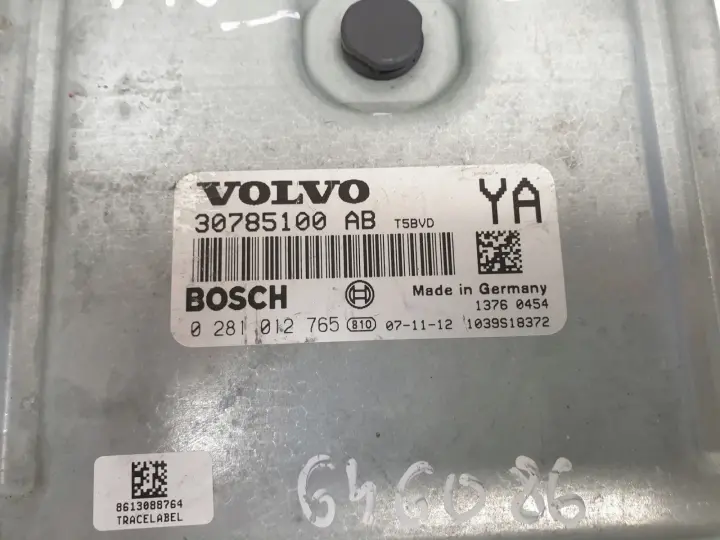 VOLVO YA
30785100 AB T5BVD
BOSCH Made in Germany
1376 0454
0 281 012 765 810 07-11-12 1039S18372
8613088764
TRACELABEL